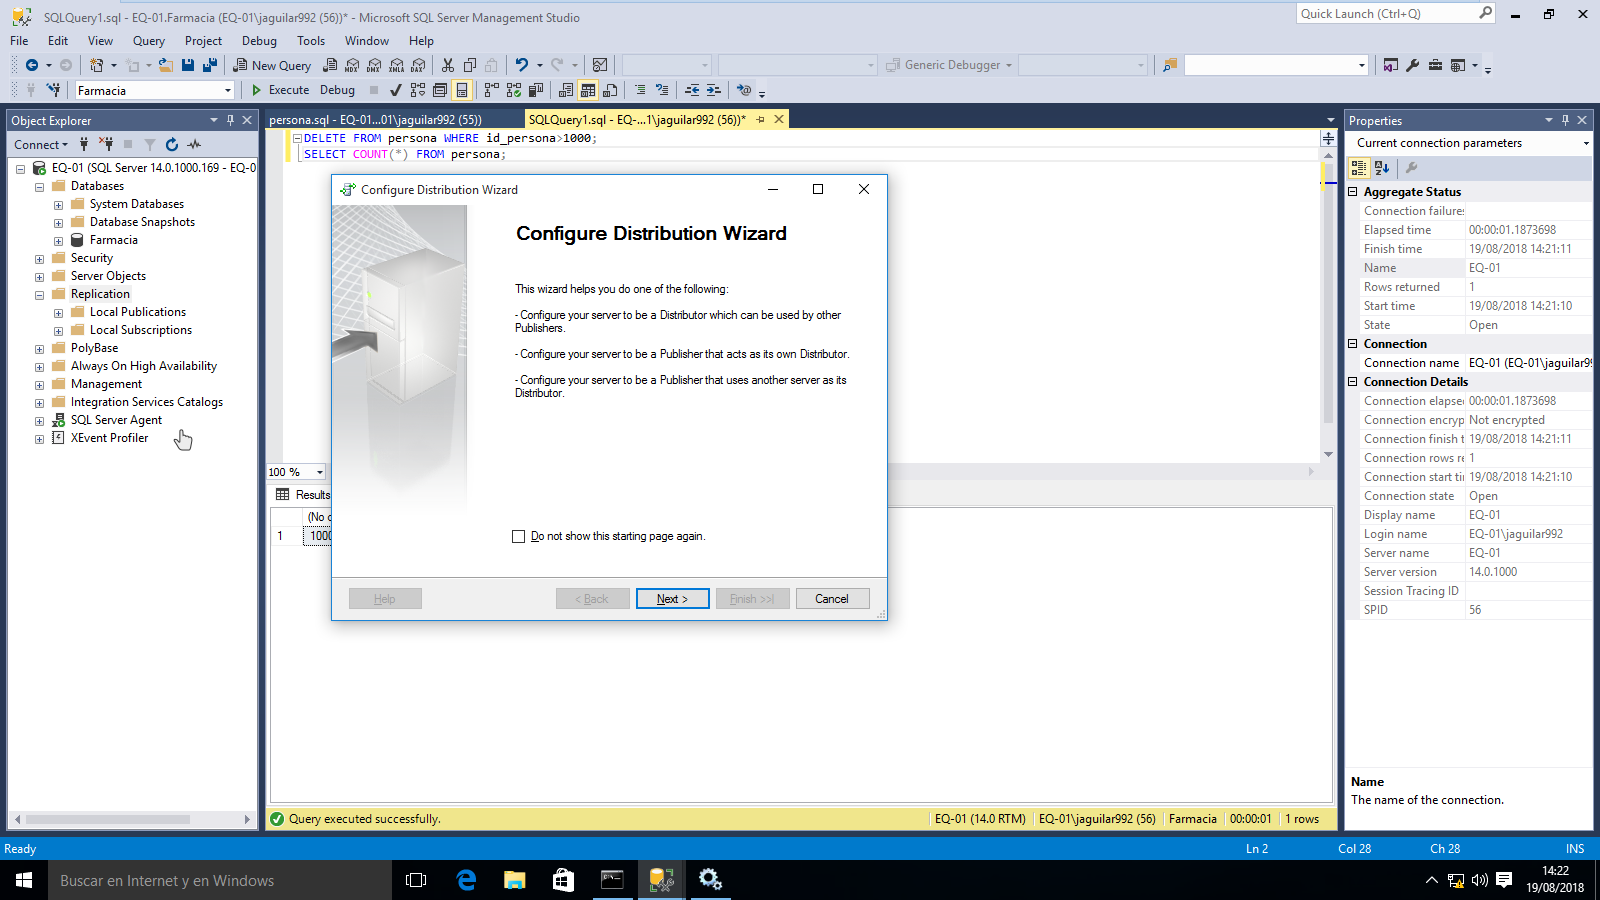 SQLQuery1.sql - EQ-01.Farmacia (EQ-01\jaguilar992 (56))* - Microsoft SQL Server Management Studio
Quick Launch (Ctrl+Q)
File Edit View Query Project Debug Tools Window Help
New Query
MDX DMX XMLA DAX
Generic Debugger
Farmacia
Execute Debug
Object Explorer
Connect
EQ-01 (SQL Server 14.0.1000.169 - EQ-0
Databases
System Databases
Database Snapshots
Farmacia
Security
Server Objects
Replication
Local Publications
Local Subscriptions
PolyBase
Always On High Availability
Management
Integration Services Catalogs
SQL Server Agent
XEvent Profiler
persona.sql - EQ-01...01\jaguilar992 (55))
SQLQuery1.sql - EQ-...1\jaguilar992 (56))*
DELETE FROM persona WHERE id_persona>1000;
SELECT COUNT(*) FROM persona;
Configure Distribution Wizard
Configure Distribution Wizard
This wizard helps you do one of the following:
- Configure your server to be a Distributor which can be used by other
Publishers.
- Configure your server to be a Publisher that acts as its own Distributor.
- Configure your server to be a Publisher that uses another server as its
Distributor.
Do not show this starting page again.
Help < Back Next > Finish >>| Cancel
100 %
Results
(No c
1 1000
Query executed successfully.
EQ-01 (14.0 RTM) EQ-01\jaguilar992 (56) Farmacia 00:00:01 1 rows
Properties
Current connection parameters
Aggregate Status
Connection failures
Elapsed time 00:00:01.1873698
Finish time 19/08/2018 14:21:11
Name EQ-01
Rows returned 1
Start time 19/08/2018 14:21:10
State Open
Connection
Connection name EQ-01 (EQ-01\jaguilar99
Connection Details
Connection elapse 00:00:01.1873698
Connection encryp Not encrypted
Connection finish t 19/08/2018 14:21:11
Connection rows re 1
Connection start ti 19/08/2018 14:21:10
Connection state Open
Display name EQ-01
Login name EQ-01\jaguilar992
Server name EQ-01
Server version 14.0.1000
Session Tracing ID
SPID 56
Name
The name of the connection.
Ready
Ln 2 Col 28 Ch 28 INS
Buscar en Internet y en Windows
14:22
19/08/2018